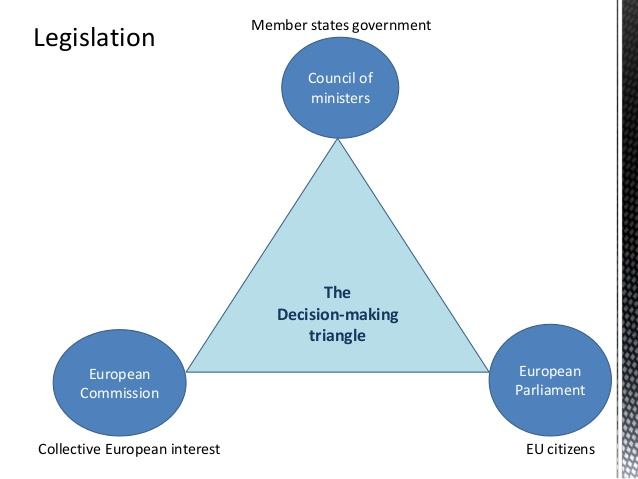 Legislation
Member states government
Council of
ministers
The
Decision-making
triangle
European
Commission
European
Parliament
Collective European interest
EU citizens